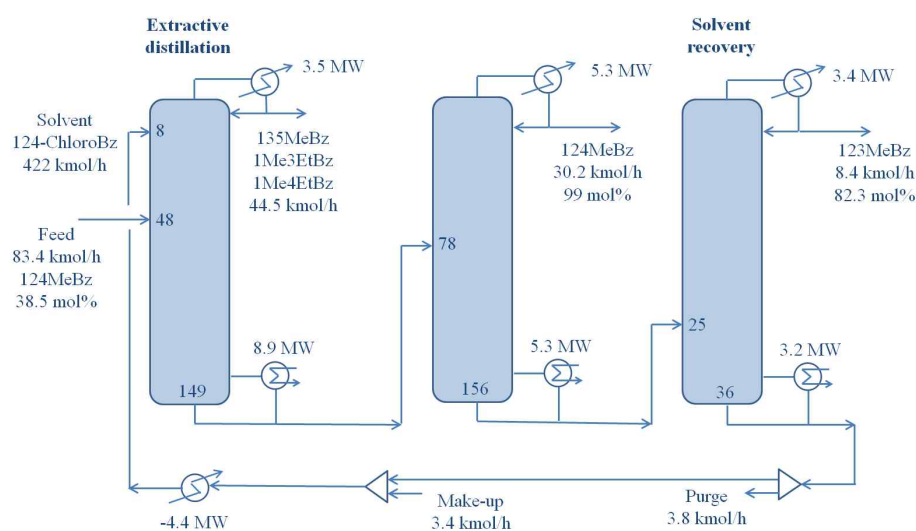 Extractive
distillation
Solvent
recovery
3.5 MW
5.3 MW
3.4 MW
Solvent
124-ChloroBz
422 kmol/h
8
135MeBz
1Me3EtBz
1Me4EtBz
44.5 kmol/h
124MeBz
30.2 kmol/h
99 mol%
123MeBz
8.4 kmol/h
82.3 mol%
48
Feed
83.4 kmol/h
124MeBz
38.5 mol%
78
25
8.9 MW
5.3 MW
3.2 MW
149
156
36
-4.4 MW
Make-up
3.4 kmol/h
Purge
3.8 kmol/h